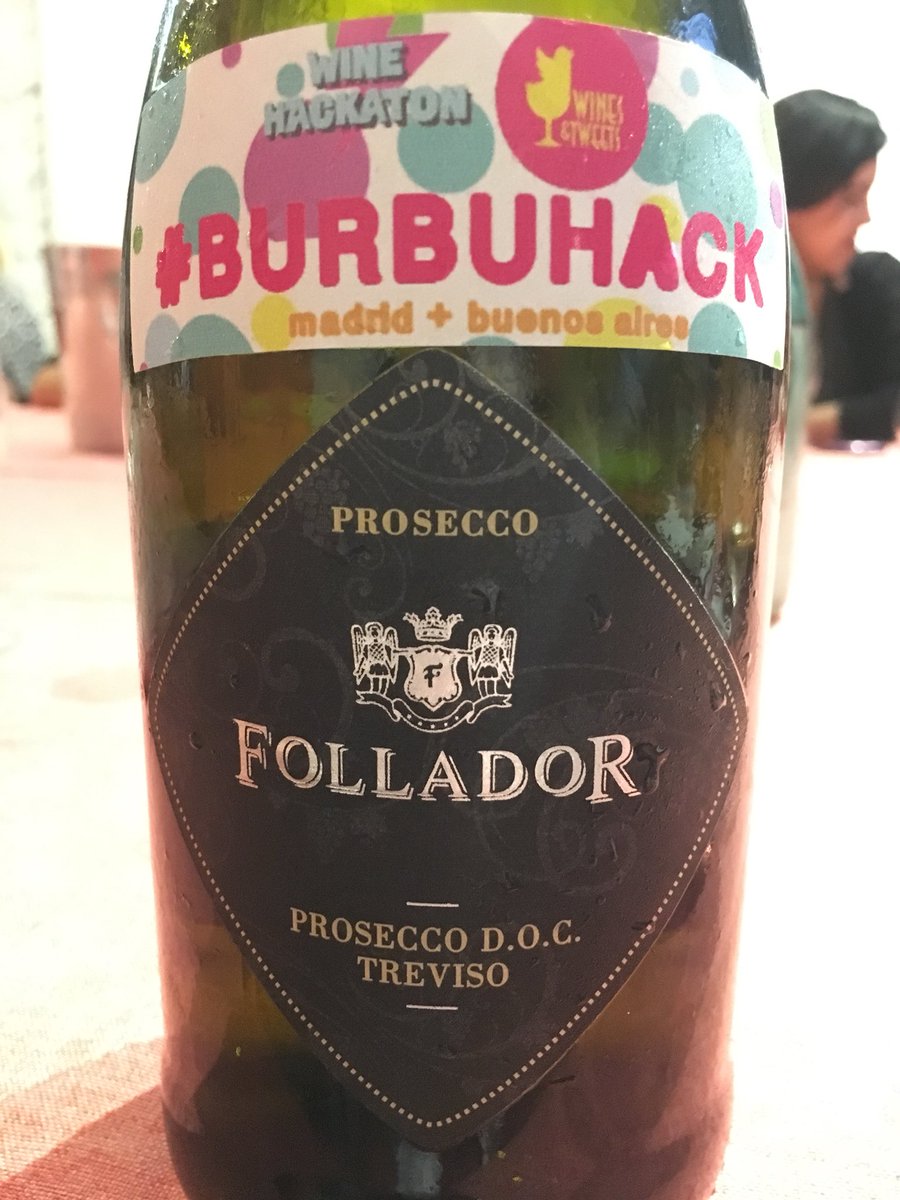 WINE
HACKATON
WINES
&TWEETS
#BURBUHACK
madrid + buenos aires
PROSECCO
F
FOLLADOR
PROSECCO D.O.C.
TREVISO